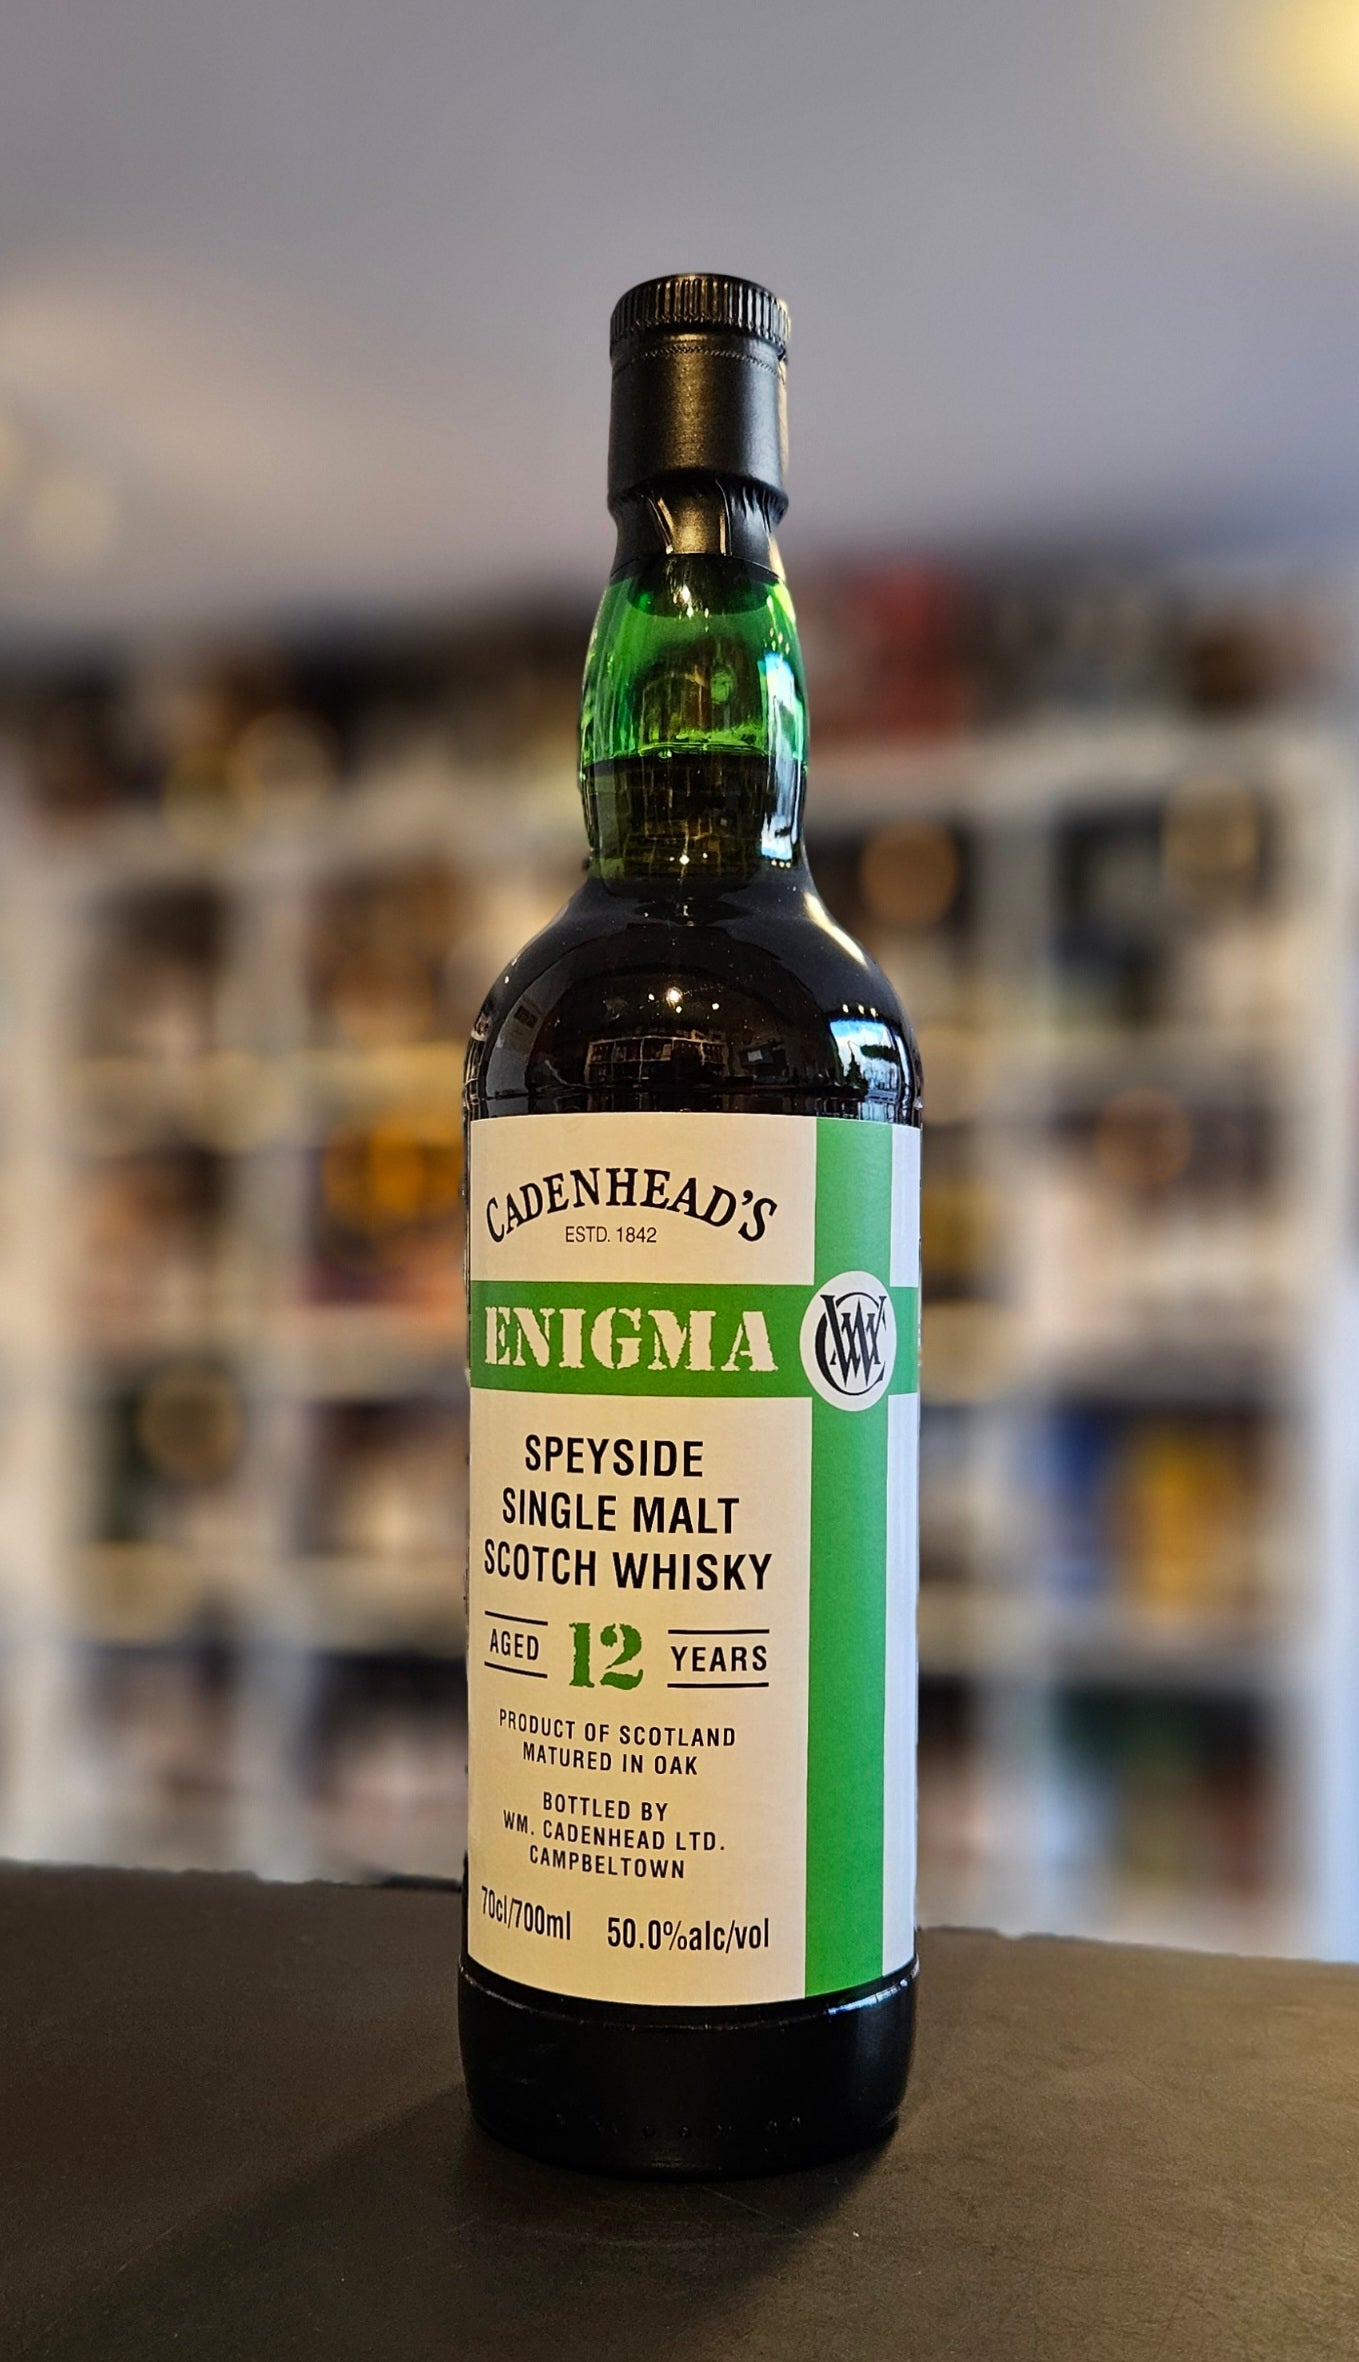 CADENHEAD'S
ESTD. 1842
ENIGMA
WC
SPEYSIDE
SINGLE MALT
SCOTCH WHISKY
AGED 12 YEARS
PRODUCT OF SCOTLAND
MATURED IN OAK
BOTTLED BY
WM. CADENHEAD LTD.
CAMPBELTOWN
70cl/700ml 50.0%alc/vol